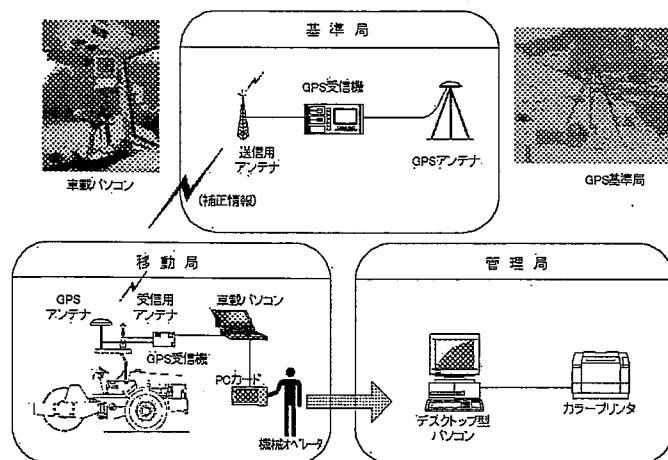 基準局
GPS受信機
送信用
アンテナ
GPSアンテナ
(補正情報)
車載パソコン
GPS基準局
移動局
GPS
アンテナ
受信用
アンテナ
車載パソコン
GPS受信機
PCカード
機械オペレータ
管理局
デスクトップ型
パソコン
カラープリンタ